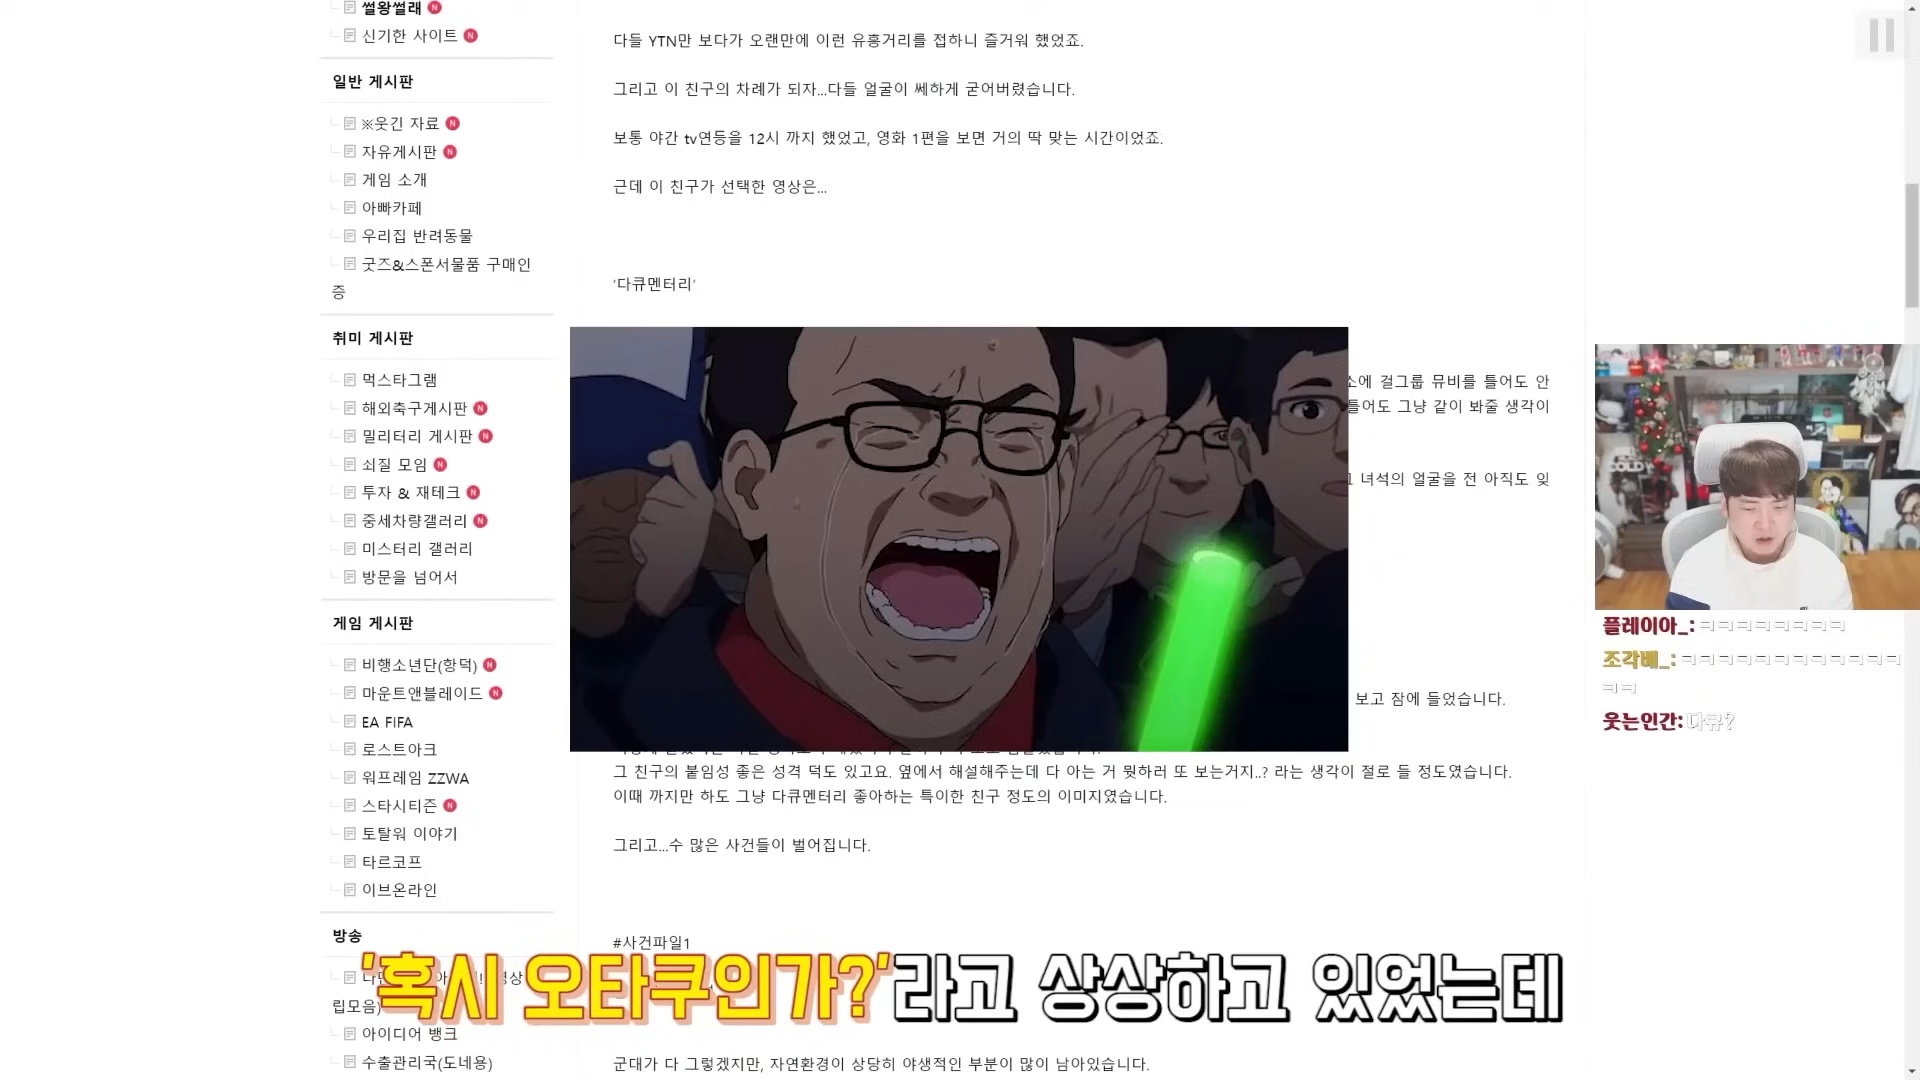 썰왕썰래 N
신기한 사이트 N
일반 게시판
※웃긴 자료 N
자유게시판 N
게임 소개
아빠카페
우리집 반려동물
굿즈&스폰서물품 구매인
증
취미 게시판
먹스타그램
해외축구게시판 N
밀리터리 게시판 N
쇠질 모임 N
투자 & 재테크 N
중세차량갤러리 N
미스터리 갤러리
방문을 넘어서
게임 게시판
비행소년단(항덕) N
마운트앤블레이드 N
EA FIFA
로스트아크
워프레임 ZZWA
스타시티즌 N
토탈워 이야기
타르코프
이브온라인
방송
립모음)
아이디어 뱅크
수출관리국(도네용)
다들 YTN만 보다가 오랜만에 이런 유흥거리를 접하니 즐거워 했었죠.
그리고 이 친구의 차례가 되자...다들 얼굴이 쎄하게 굳어버렸습니다.
보통 야간 tv연등을 12시 까지 했었고, 영화 1편을 보면 거의 딱 맞는 시간이었죠.
근데 이 친구가 선택한 영상은...
'다큐멘터리'
걸그룹 뮤비를 틀어도 안
틀어도 그냥 같이 봐줄 생각이
녀석의 얼굴을 전 아직도 잊
보고 잠에 들었습니다.
그 친구의 붙임성 좋은 성격 덕도 있고요. 옆에서 해설해주는데 다 아는 거 뭣하러 또 보는거지..? 라는 생각이 절로 들 정도였습니다.
이때 까지만 하도 그냥 다큐멘터리 좋아하는 특이한 친구 정도의 이미지였습니다.
그리고...수 많은 사건들이 벌어집니다.
#사건파일1
'혹시 오타쿠인가?'라고 상상하고 있었는데
군대가 다 그렇겠지만, 자연환경이 상당히 야생적인 부분이 많이 남아있습니다.
COLD
플레이아_: ㅋㅋㅋㅋㅋㅋㅋㅋ
조각배_: ㅋㅋㅋㅋㅋㅋㅋㅋㅋㅋㅋㅋ
ㅋㅋ
웃는인간: 다큐?